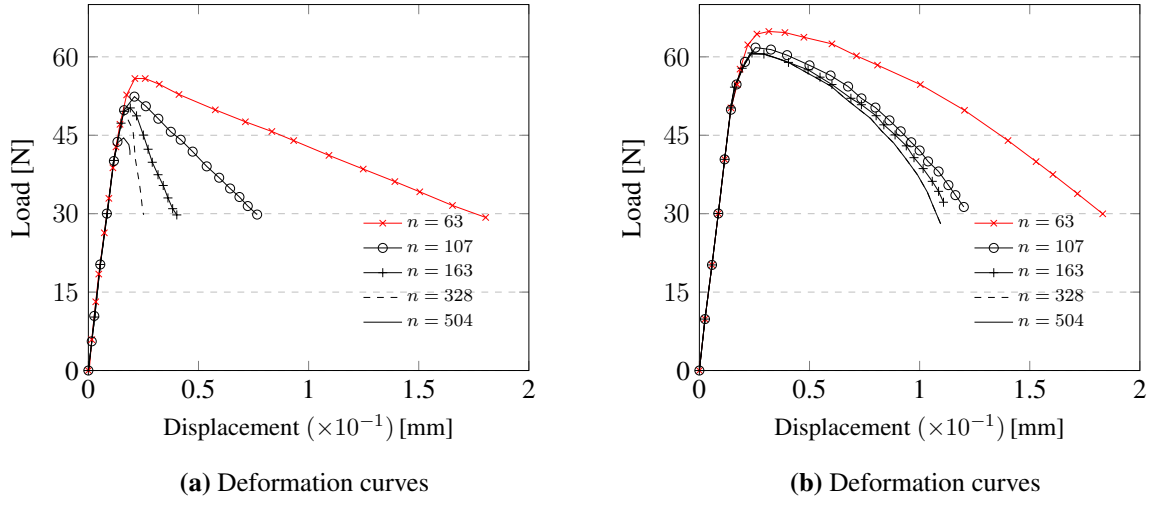 60
45
30
15
0
0
0.5
1
1.5
2
Load [N]
Displacement (×10⁻¹) [mm]
n = 63
n = 107
n = 163
n = 328
n = 504
(a) Deformation curves
60
45
30
15
0
0
0.5
1
1.5
2
Load [N]
Displacement (×10⁻¹) [mm]
n = 63
n = 107
n = 163
n = 328
n = 504
(b) Deformation curves